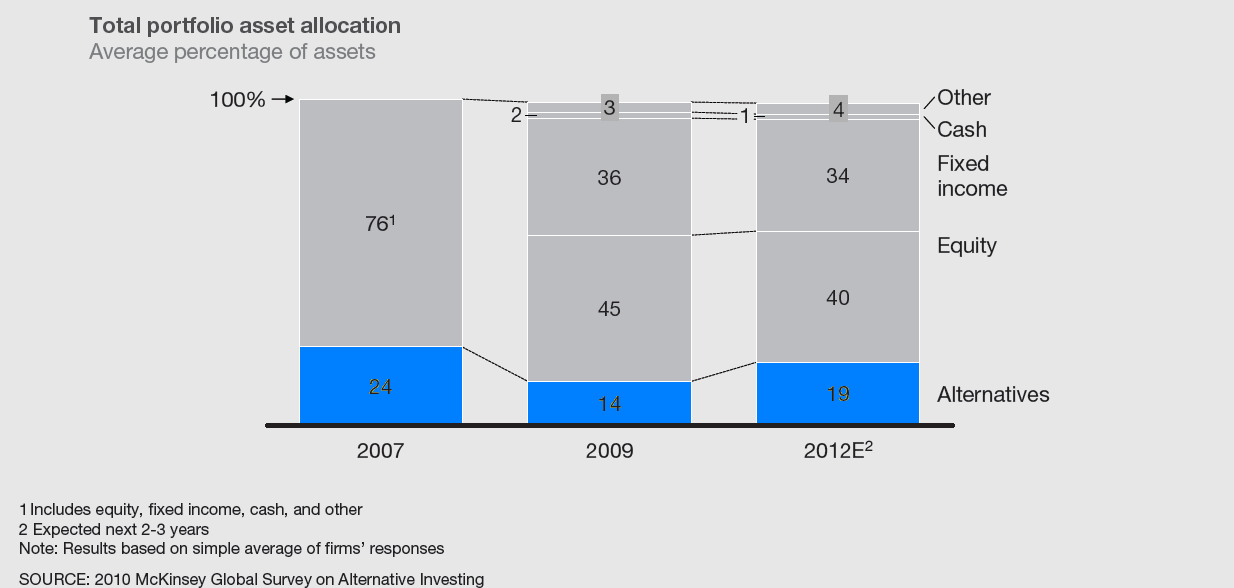 Total portfolio asset allocation
Average percentage of assets
100%
76¹
24
2
3
36
45
14
1
4
34
40
19
Other
Cash
Fixed
income
Equity
Alternatives
2007
2009
2012E²
1 Includes equity, fixed income, cash, and other
2 Expected next 2-3 years
Note: Results based on simple average of firms' responses
SOURCE: 2010 McKinsey Global Survey on Alternative Investing